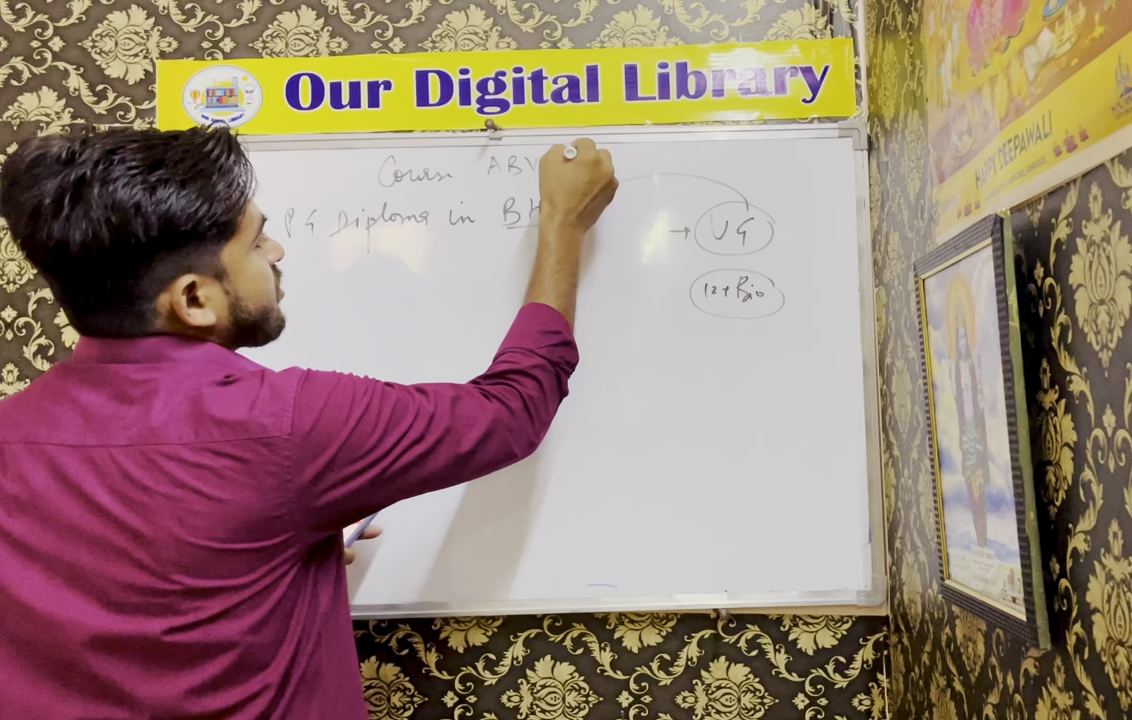 Our Digital Library
Course ABV
PG Diploma in BH
UG
12+ Bio
HAPPY DEEPAWALI